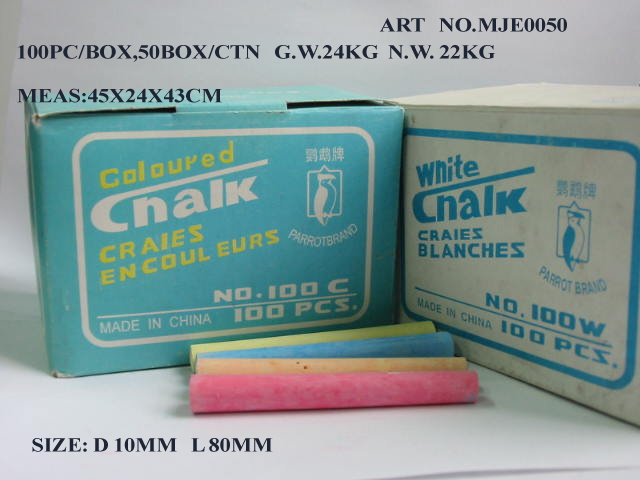 ART NO.MJE0050
100PC/BOX,50BOX/CTN G.W.24KG N.W. 22KG
MEAS:45X24X43CM
Coloured
Chalk
CRAIES
EN COULEURS
鹦鹉牌
PARROTBRAND
NO. 100 C
100 PCS.
MADE IN CHINA
White
Chalk
CRAIES
BLANCHES
鹦鹉牌
PARROT BRAND
NO. 100W
100 PCS.
MADE IN CHINA
SIZE: D 10MM L 80MM